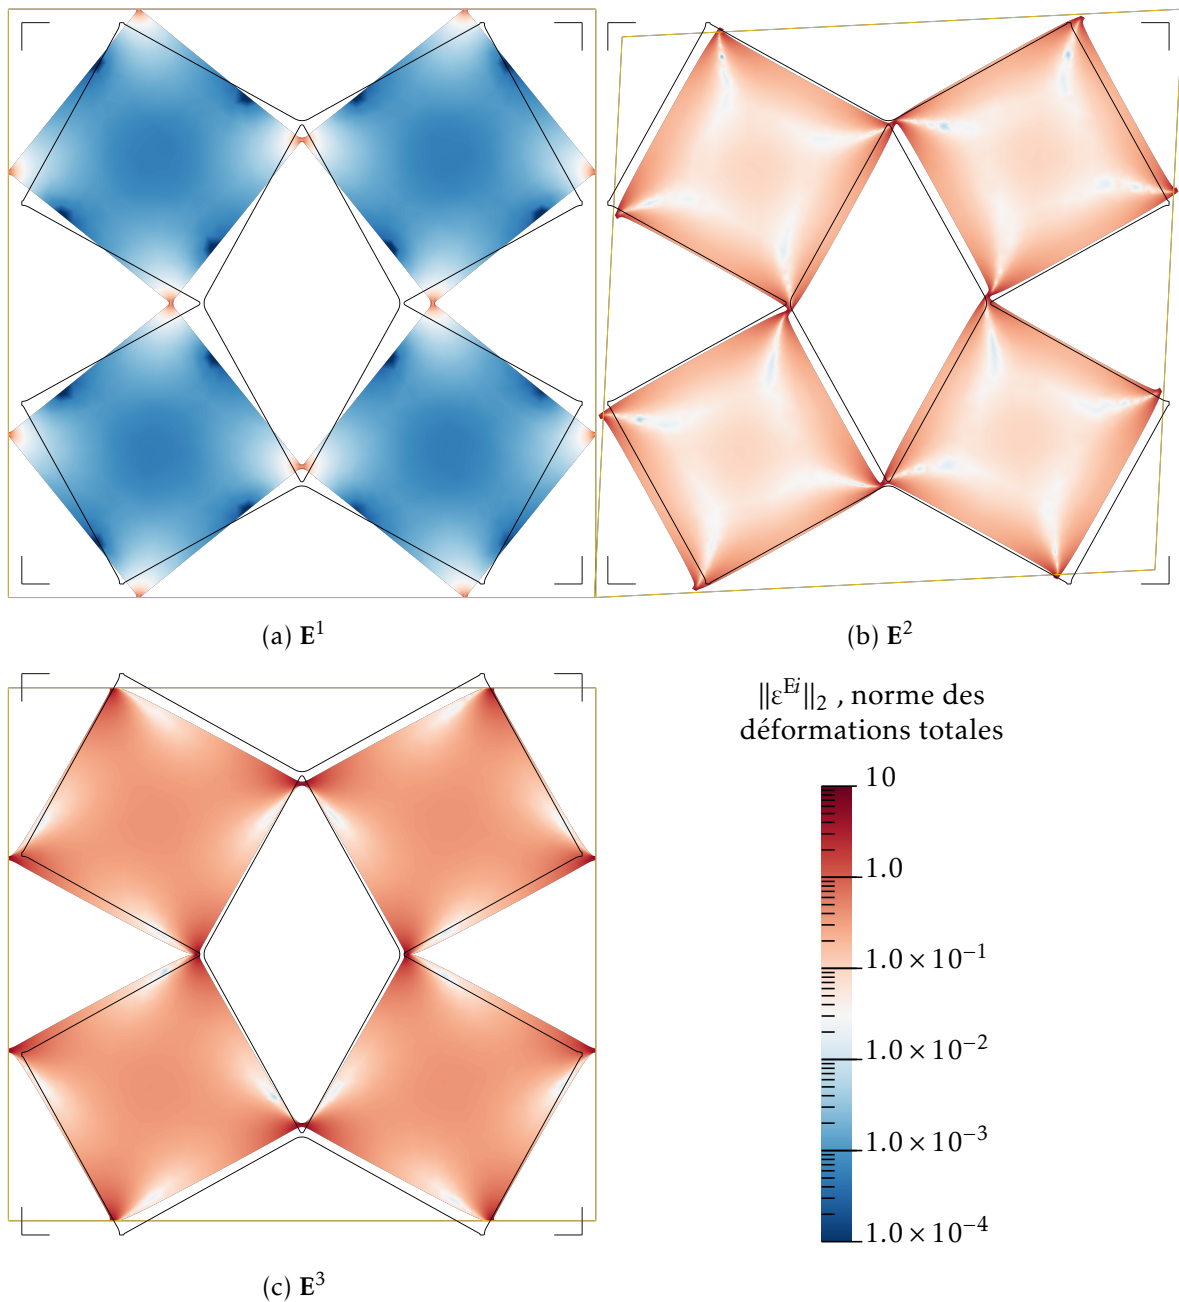 (a) E¹
(b) E²
‖ε^{Ei}‖₂ , norme des
déformations totales
10
1.0
1.0 × 10⁻¹
1.0 × 10⁻²
1.0 × 10⁻³
1.0 × 10⁻⁴
(c) E³